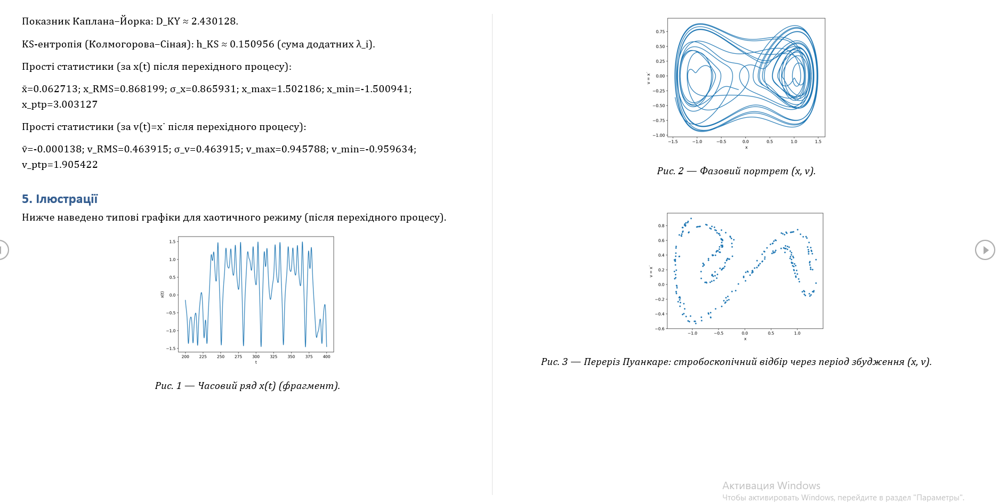 Показник Каплана–Йорка: D_KY ≈ 2.430128.
KS-ентропія (Колмогорова–Сіная): h_KS ≈ 0.150956 (сума додатних λ_i).
Прості статистики (за x(t) після перехідного процесу):
x̄=0.062713; x_RMS=0.868199; σ_x=0.865931; x_max=1.502186; x_min=-1.500941;
x_ptp=3.003127
Прості статистики (за v(t)=x˙ після перехідного процесу):
v̄=-0.000138; v_RMS=0.463915; σ_v=0.463915; v_max=0.945788; v_min=-0.959634;
v_ptp=1.905422
5. Ілюстрації
Нижче наведено типові графіки для хаотичного режиму (після перехідного процесу).
1.5
1.0
0.5
0.0
−0.5
−1.0
−1.5
x(t)
200 225 250 275 300 325 350 375 400
t
Рис. 1 — Часовий ряд x(t) (фрагмент).
0.75
0.50
0.25
0.00
−0.25
−0.50
−0.75
−1.00
v = x˙
−1.5 −1.0 −0.5 0.0 0.5 1.0 1.5
x
Рис. 2 — Фазовий портрет (x, v).
0.8
0.6
0.4
0.2
0.0
−0.2
−0.4
−0.6
v = x˙
−1.0 −0.5 0.0 0.5 1.0
x
Рис. 3 — Переріз Пуанкаре: стробоскопічний відбір через період збудження (x, v).
Активация Windows
Чтобы активировать Windows, перейдите в раздел "Параметры".